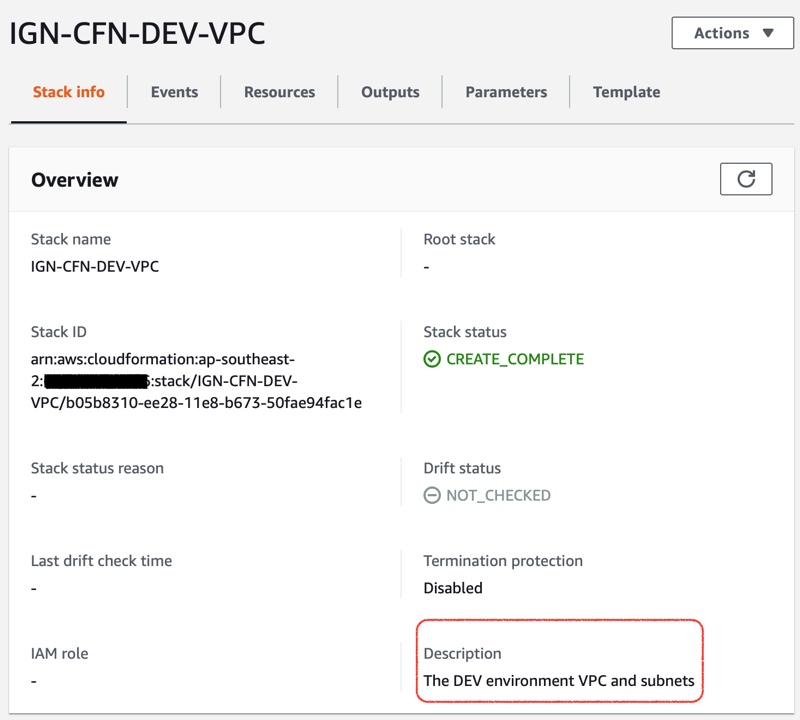 IGN-CFN-DEV-VPC
Actions
Stack info
Events
Resources
Outputs
Parameters
Template
Overview
Stack name
IGN-CFN-DEV-VPC
Root stack
-
Stack ID
arn:aws:cloudformation:ap-southeast-
2: :stack/IGN-CFN-DEV-
VPC/b05b8310-ee28-11e8-b673-50fae94fac1e
Stack status
CREATE_COMPLETE
Stack status reason
-
Drift status
NOT_CHECKED
Last drift check time
-
Termination protection
Disabled
IAM role
-
Description
The DEV environment VPC and subnets